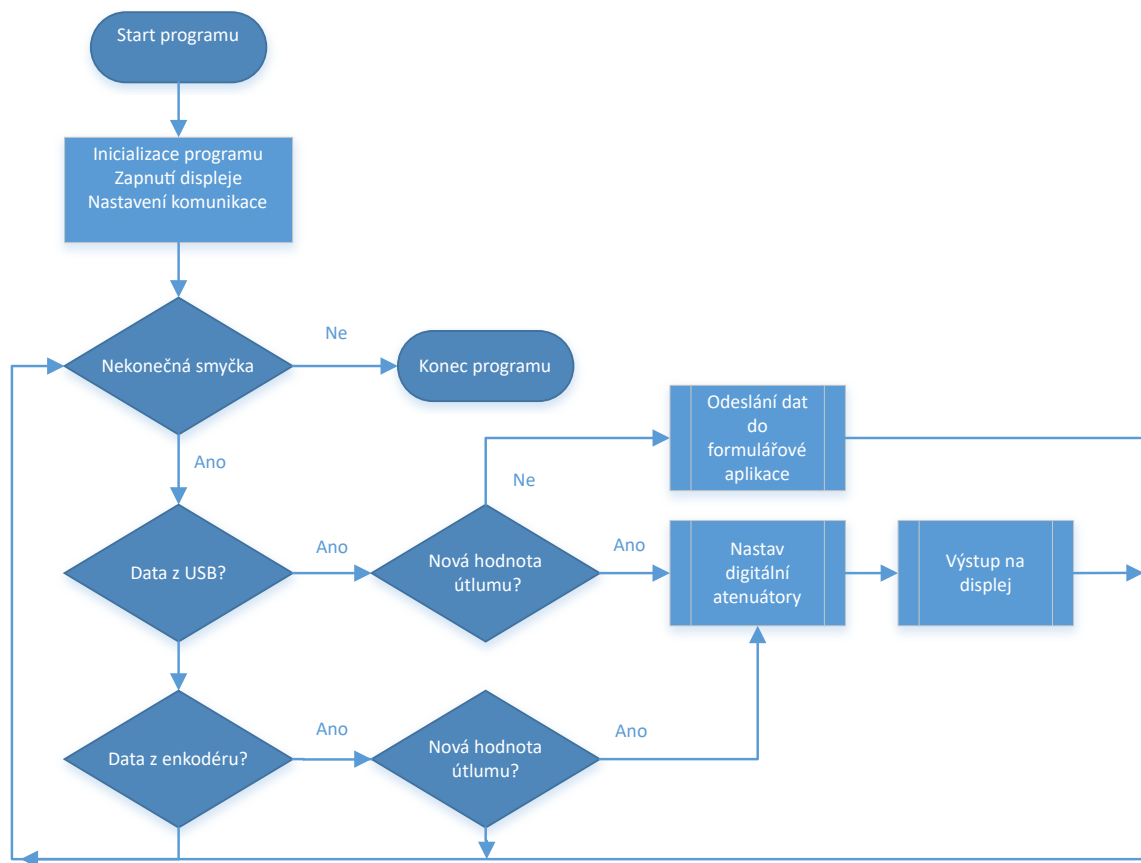 Start programu
Inicializace programu
Zapnutí displeje
Nastavení komunikace
Nekonečná smyčka
Ne
Konec programu
Ano
Odeslání dat
do
formulářové
aplikace
Ne
Data z USB?
Ano
Nová hodnota
útlumu?
Ano
Nastav
digitální
atenuátory
Výstup na
displej
Data z enkodéru?
Ano
Nová hodnota
útlumu?
Ano